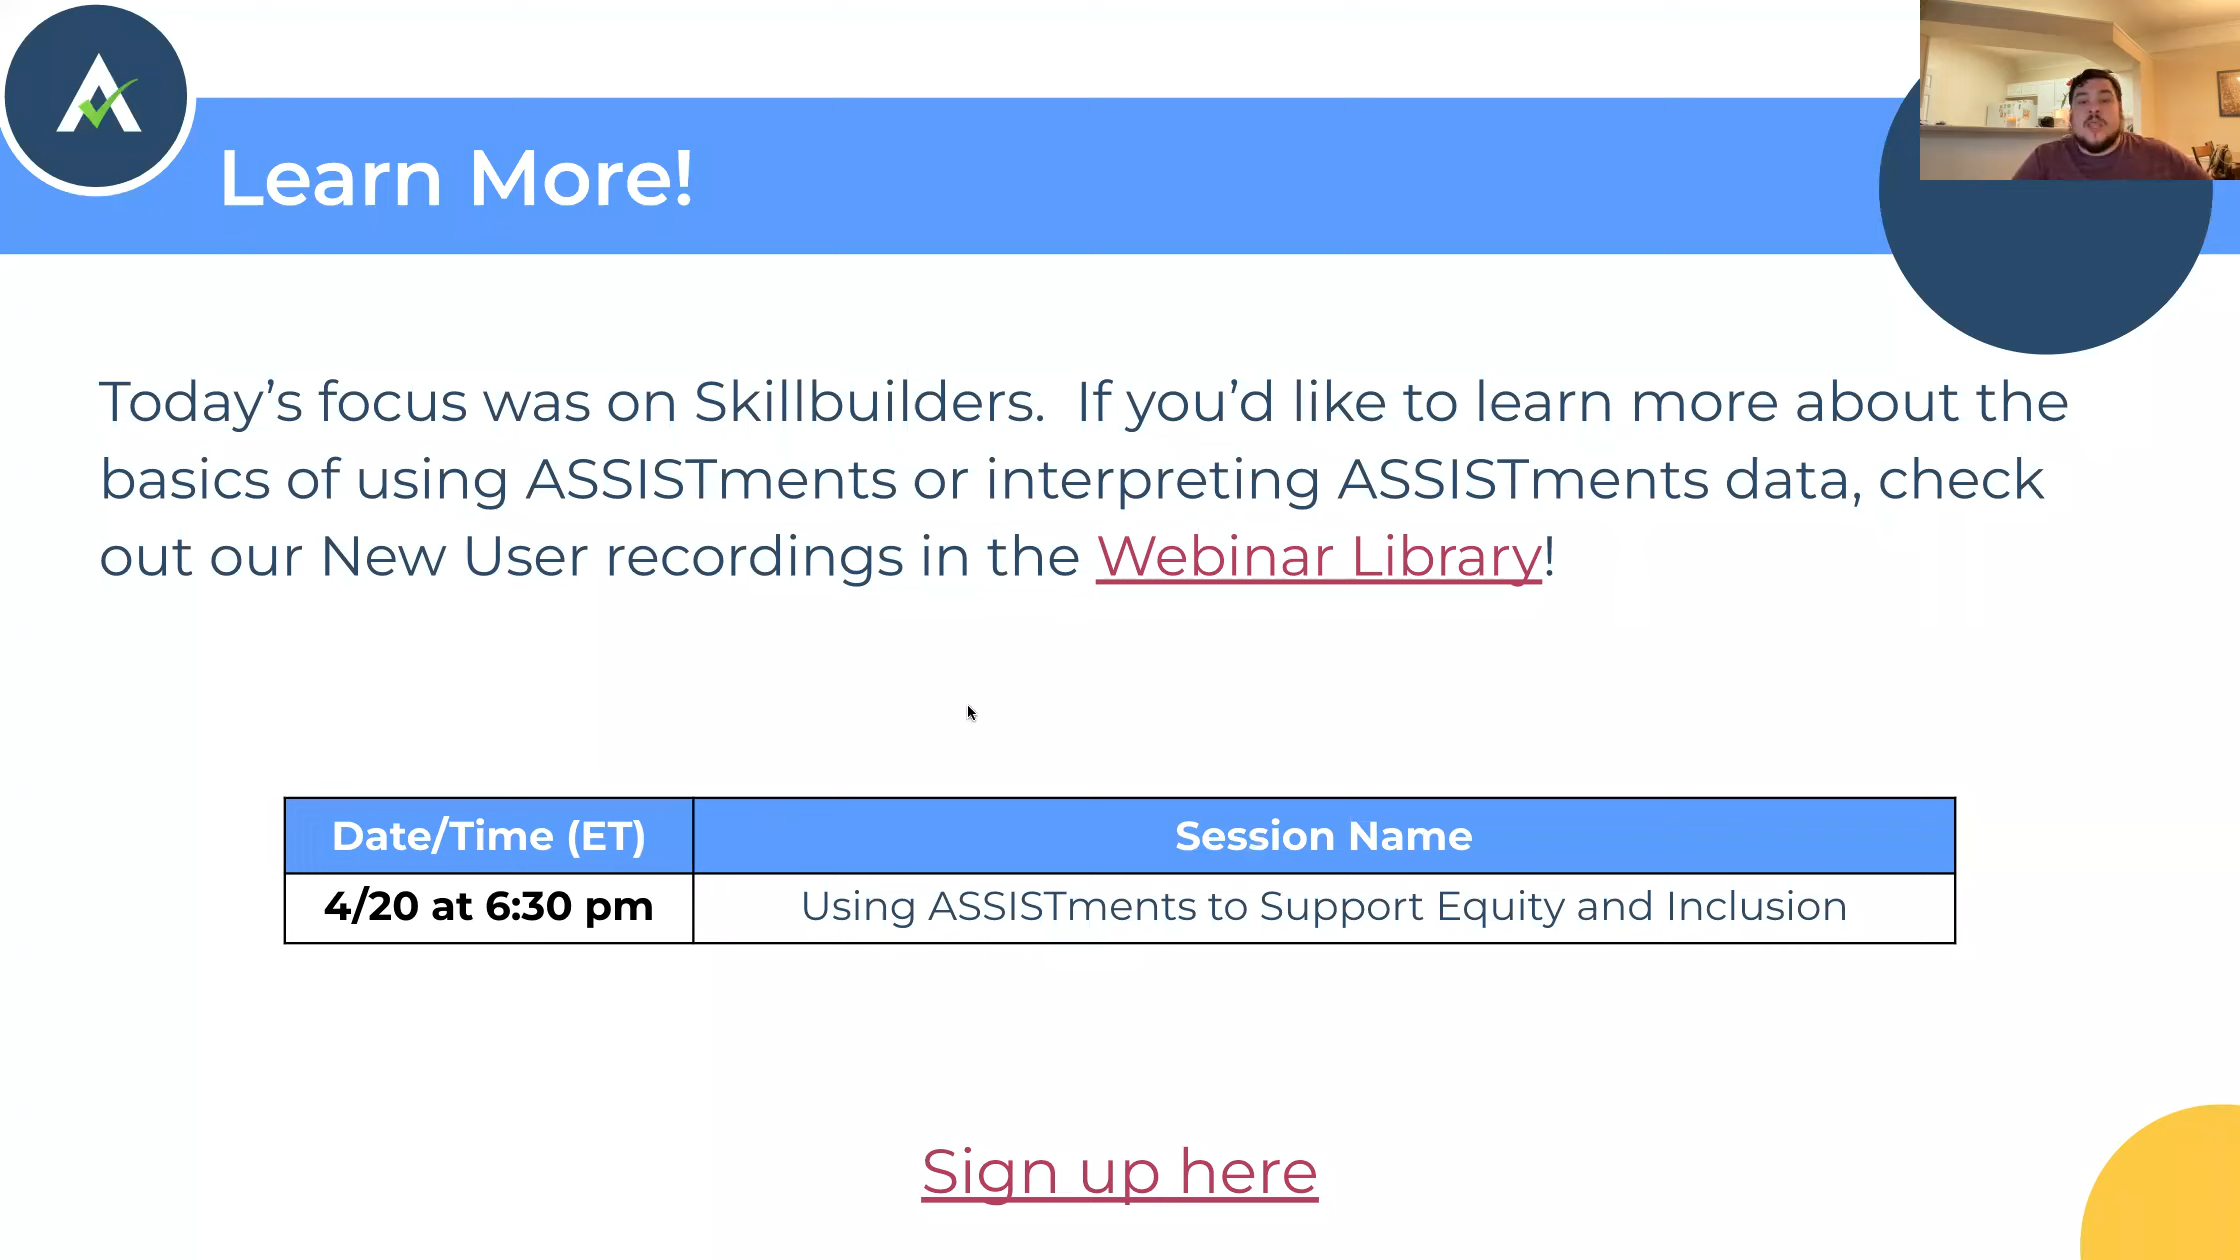 Learn More!
Today’s focus was on Skillbuilders.  If you’d like to learn more about the
basics of using ASSISTments or interpreting ASSISTments data, check
out our New User recordings in the Webinar Library!
Date/Time (ET) Session Name
4/20 at 6:30 pm Using ASSISTments to Support Equity and Inclusion
Sign up here